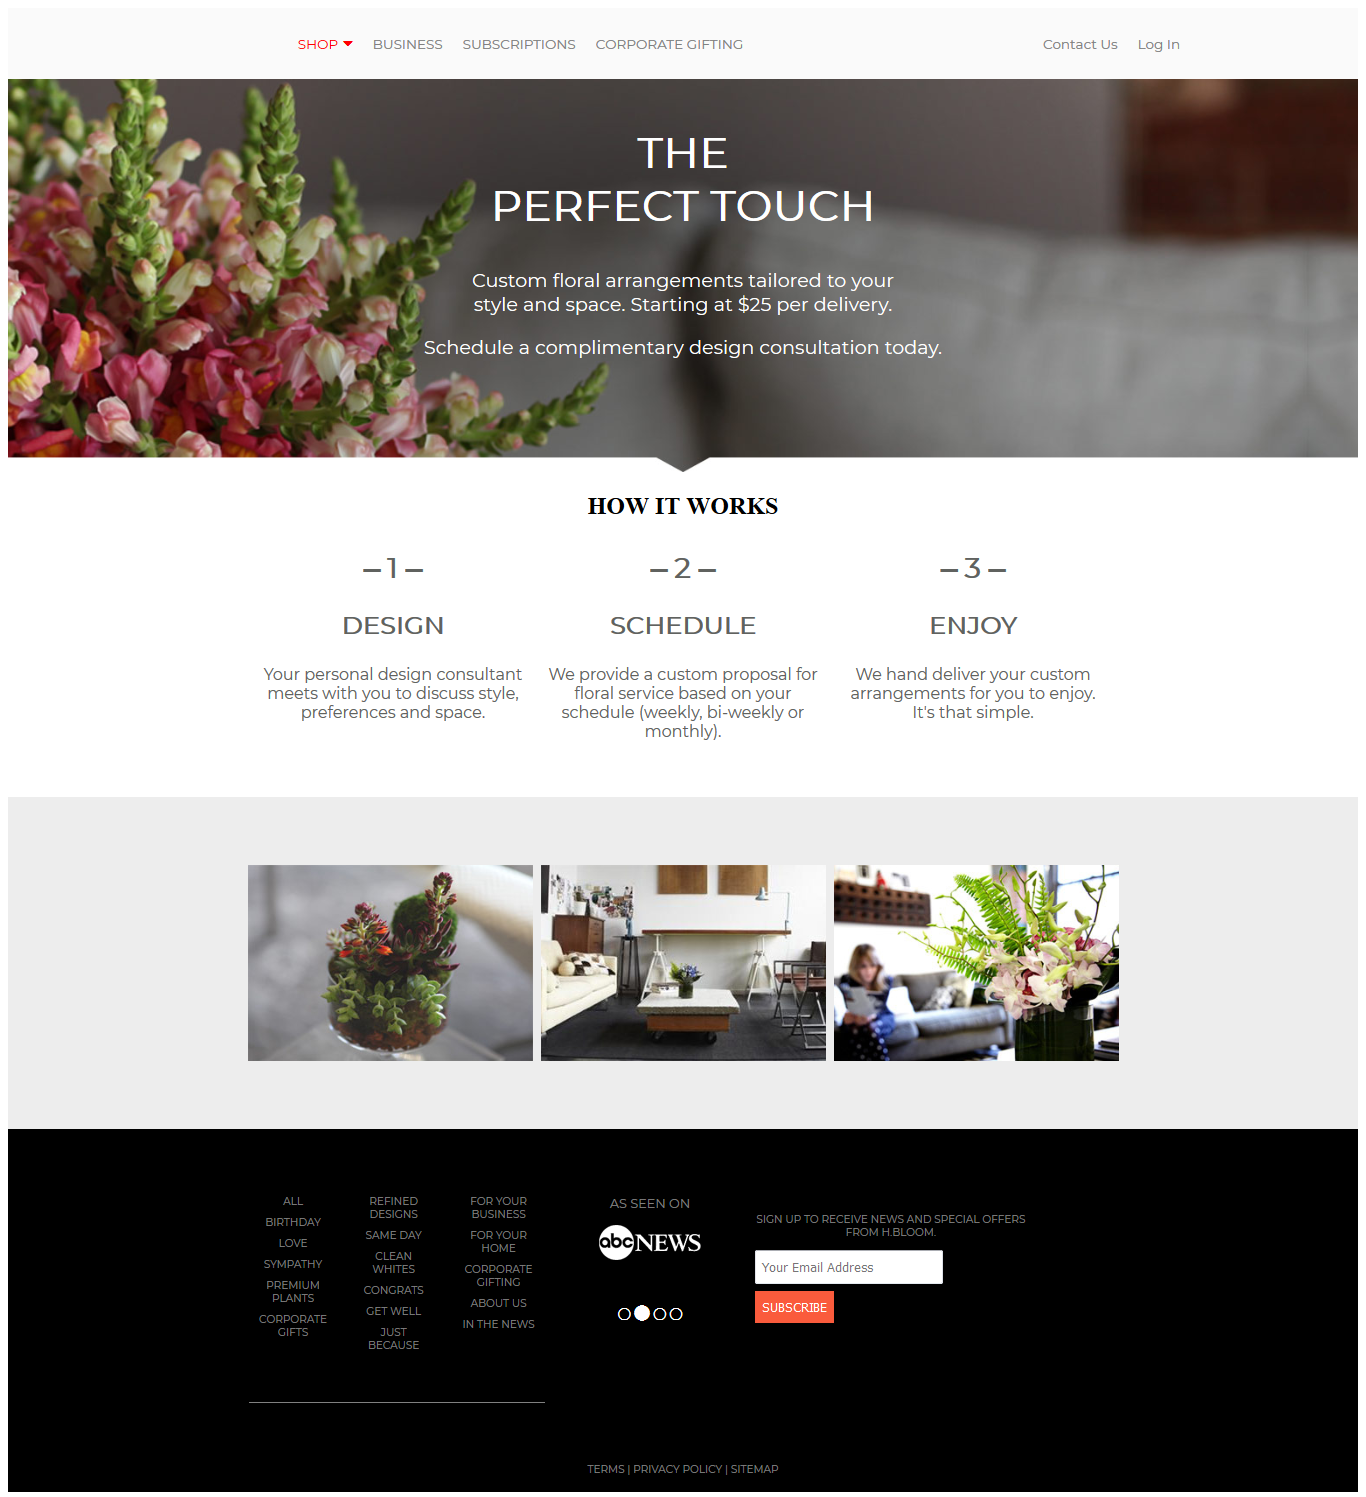 SHOP BUSINESS SUBSCRIPTIONS CORPORATE GIFTING Contact Us Log In
THE
PERFECT TOUCH
Custom floral arrangements tailored to your
style and space. Starting at $25 per delivery.
Schedule a complimentary design consultation today.
HOW IT WORKS
– 1 –
DESIGN
Your personal design consultant
meets with you to discuss style,
preferences and space.
– 2 –
SCHEDULE
We provide a custom proposal for
floral service based on your
schedule (weekly, bi-weekly or
monthly).
– 3 –
ENJOY
We hand deliver your custom
arrangements for you to enjoy.
It's that simple.
ALL
BIRTHDAY
LOVE
SYMPATHY
PREMIUM
PLANTS
CORPORATE
GIFTS
REFINED
DESIGNS
SAME DAY
CLEAN
WHITES
CONGRATS
GET WELL
JUST
BECAUSE
FOR YOUR
BUSINESS
FOR YOUR
HOME
CORPORATE
GIFTING
ABOUT US
IN THE NEWS
AS SEEN ON
abc NEWS
SIGN UP TO RECEIVE NEWS AND SPECIAL OFFERS
FROM H.BLOOM.
Your Email Address
SUBSCRIBE
TERMS | PRIVACY POLICY | SITEMAP